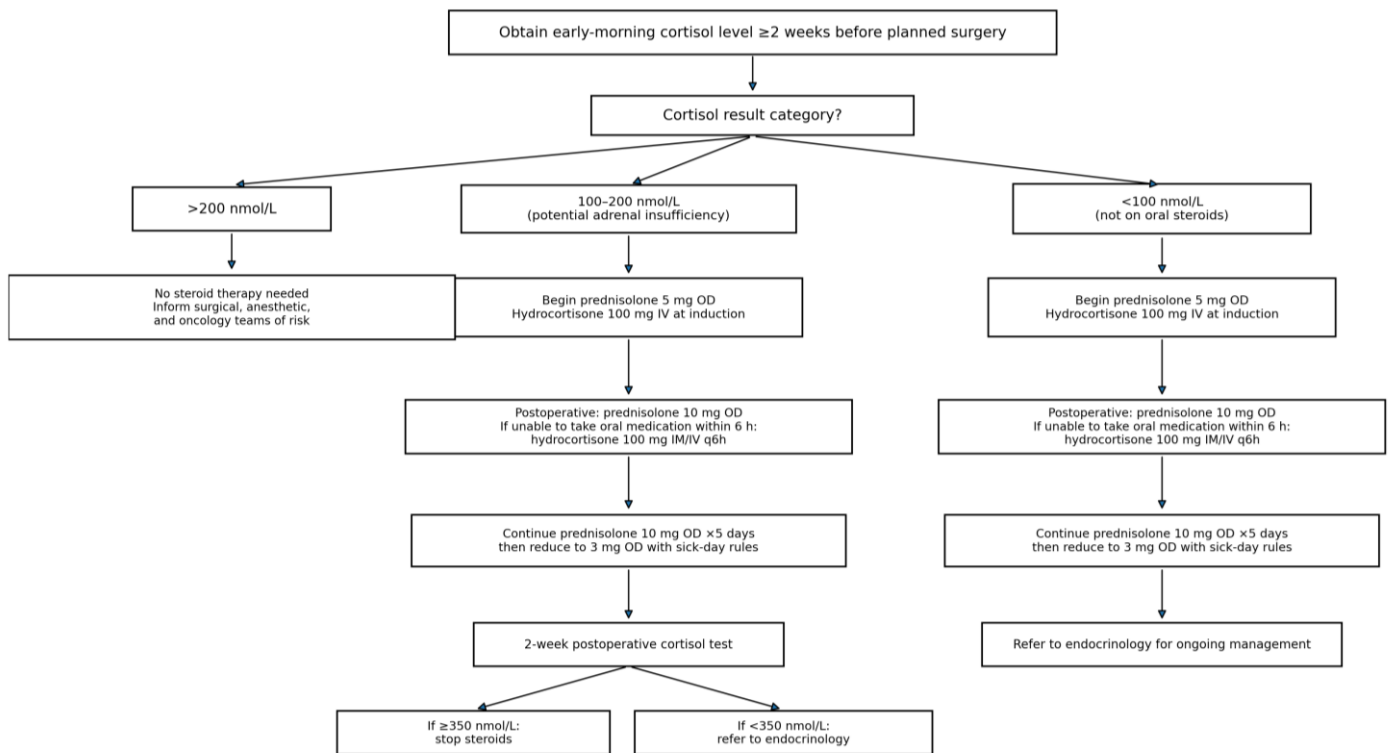 Obtain early-morning cortisol level ≥2 weeks before planned surgery
Cortisol result category?
>200 nmol/L
100–200 nmol/L
(potential adrenal insufficiency)
<100 nmol/L
(not on oral steroids)
No steroid therapy needed
Inform surgical, anesthetic,
and oncology teams of risk
Begin prednisolone 5 mg OD
Hydrocortisone 100 mg IV at induction
Begin prednisolone 5 mg OD
Hydrocortisone 100 mg IV at induction
Postoperative: prednisolone 10 mg OD
If unable to take oral medication within 6 h:
hydrocortisone 100 mg IM/IV q6h
Postoperative: prednisolone 10 mg OD
If unable to take oral medication within 6 h:
hydrocortisone 100 mg IM/IV q6h
Continue prednisolone 10 mg OD ×5 days
then reduce to 3 mg OD with sick-day rules
Continue prednisolone 10 mg OD ×5 days
then reduce to 3 mg OD with sick-day rules
2-week postoperative cortisol test
Refer to endocrinology for ongoing management
If ≥350 nmol/L:
stop steroids
If <350 nmol/L:
refer to endocrinology